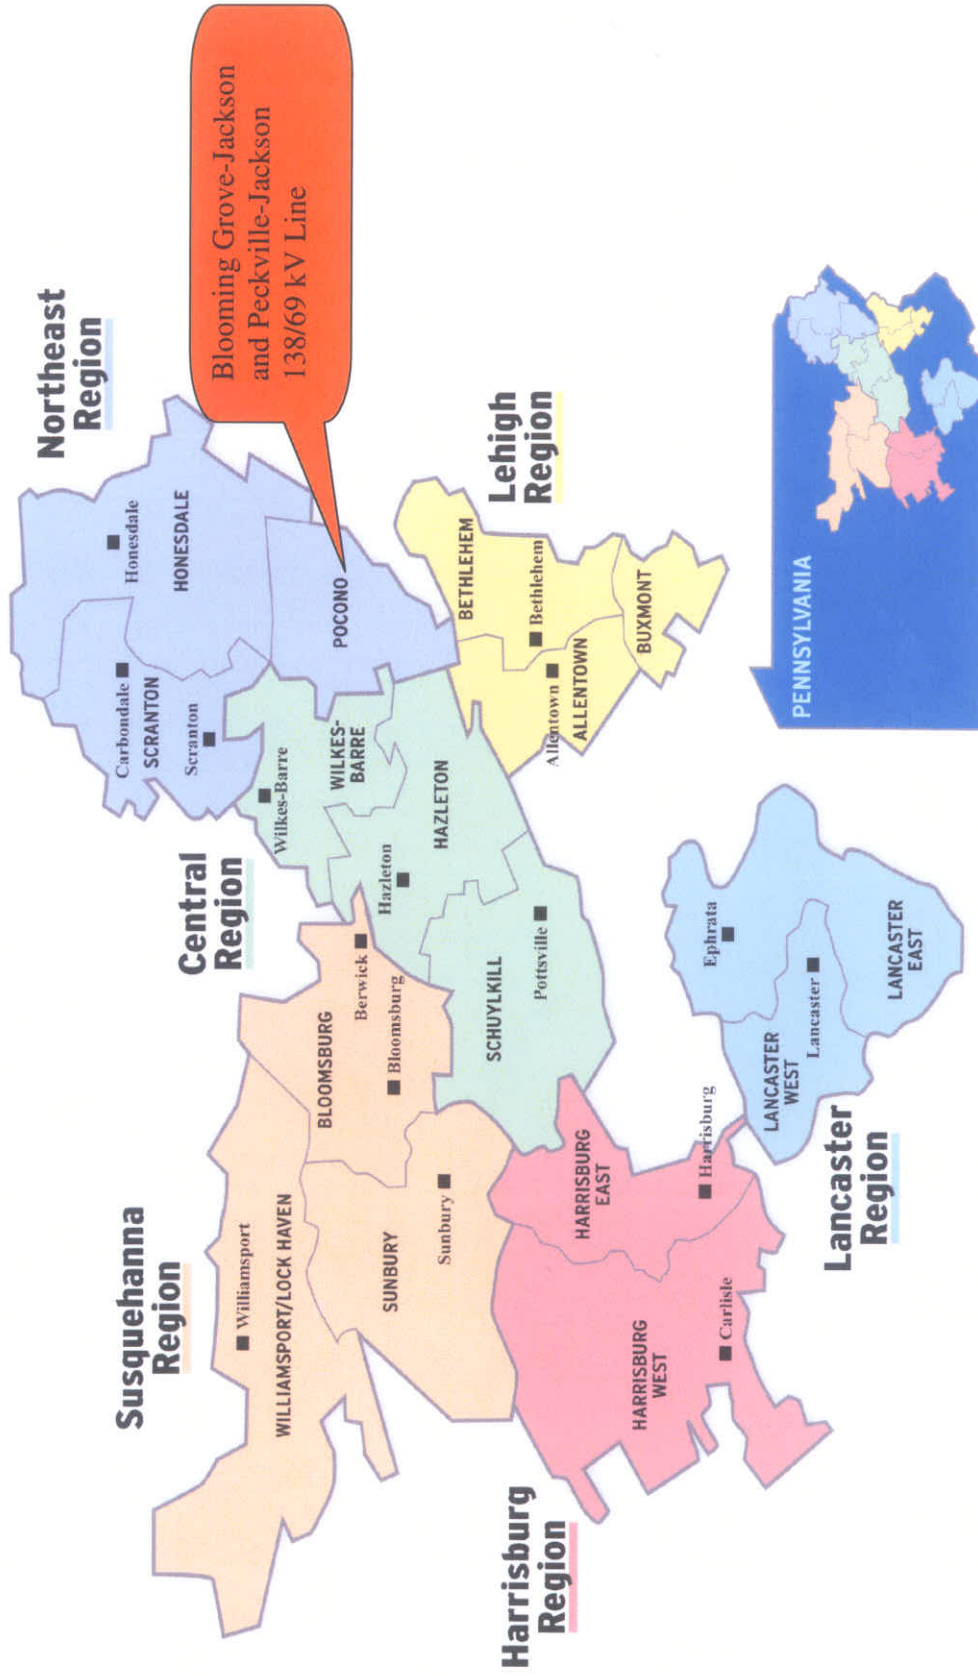 Susquehanna
Region
Central
Region
Northeast
Region
Williamsport
WILLIAMSPORT/LOCK HAVEN
BLOOMSBURG
Berwick
Bloomsburg
SUNBURY
Sunbury
Carbondale
SCRANTON
Scranton
Honesdale
HONESDALE
POCONO
Blooming Grove-Jackson
and Peckville-Jackson
138/69 kV Line
Wilkes-Barre
WILKES-
BARRE
Hazleton
HAZLETON
SCHUYLKILL
Pottsville
Lehigh
Region
BETHLEHEM
Bethlehem
Allentown
ALLENTOWN
BUXMONT
Harrisburg
Region
HARRISBURG
EAST
Harrisburg
HARRISBURG
WEST
Carlisle
Lancaster
Region
LANCASTER
WEST
Lancaster
Ephrata
LANCASTER
EAST
PENNSYLVANIA